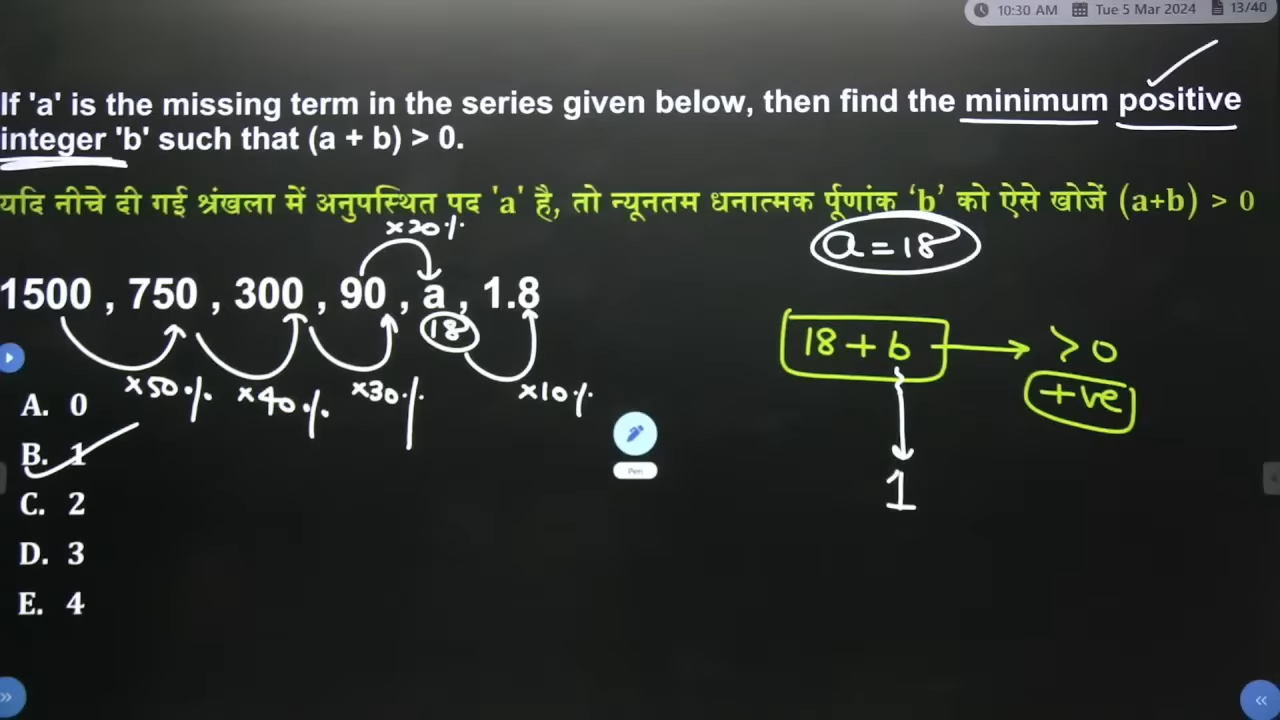 10:30 AM Tue 5 Mar 2024 13/40
If 'a' is the missing term in the series given below, then find the minimum positive
integer 'b' such that (a + b) > 0.
यदि नीचे दी गई श्रंखला में अनुपस्थित पद 'a' है, तो न्यूनतम धनात्मक र्पूणांक ‘b’ को ऐसे खोजें (a+b) > 0
×20%
a=18
1500 , 750 , 300 , 90 , a , 1.8
18
18+b → >0
×50% ×40% ×30% ×10%
+ve
A. 0
B. 1
C. 2
D. 3
E. 4
1
Pen